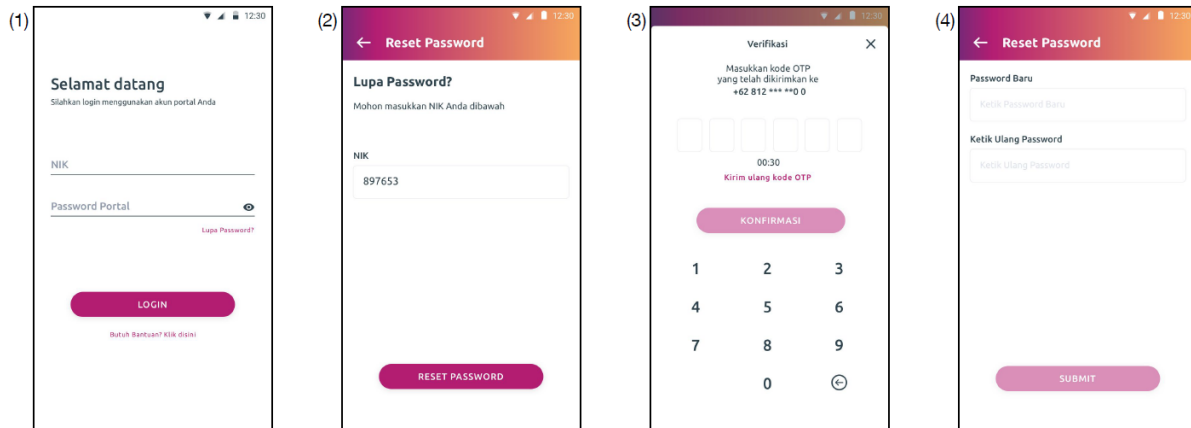 (1)
12:30
Selamat datang
Silahkan login menggunakan akun portal Anda
NIK
Password Portal
Lupa Password?
LOGIN
Butuh Bantuan? Klik disini
(2)
12:30
Reset Password
Lupa Password?
Mohon masukkan NIK Anda dibawah
NIK
897653
RESET PASSWORD
(3)
12:30
Verifikasi
Masukkan kode OTP
yang telah dikirimkan ke
+62 812 *** **0 0
00:30
Kirim ulang kode OTP
KONFIRMASI
1 2 3
4 5 6
7 8 9
0
(4)
12:30
Reset Password
Password Baru
Ketik Password Baru
Ketik Ulang Password
Ketik Ulang Password
SUBMIT